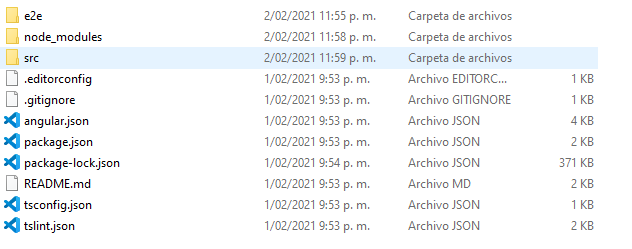 e2e 2/02/2021 11:55 p. m. Carpeta de archivos
node_modules 2/02/2021 11:58 p. m. Carpeta de archivos
src 2/02/2021 11:59 p. m. Carpeta de archivos
.editorconfig 1/02/2021 9:53 p. m. Archivo EDITORC... 1 KB
.gitignore 1/02/2021 9:53 p. m. Archivo GITIGNORE 1 KB
angular.json 1/02/2021 9:53 p. m. Archivo JSON 4 KB
package.json 1/02/2021 9:53 p. m. Archivo JSON 2 KB
package-lock.json 1/02/2021 9:54 p. m. Archivo JSON 371 KB
README.md 1/02/2021 9:53 p. m. Archivo MD 2 KB
tsconfig.json 1/02/2021 9:53 p. m. Archivo JSON 1 KB
tslint.json 1/02/2021 9:53 p. m. Archivo JSON 2 KB